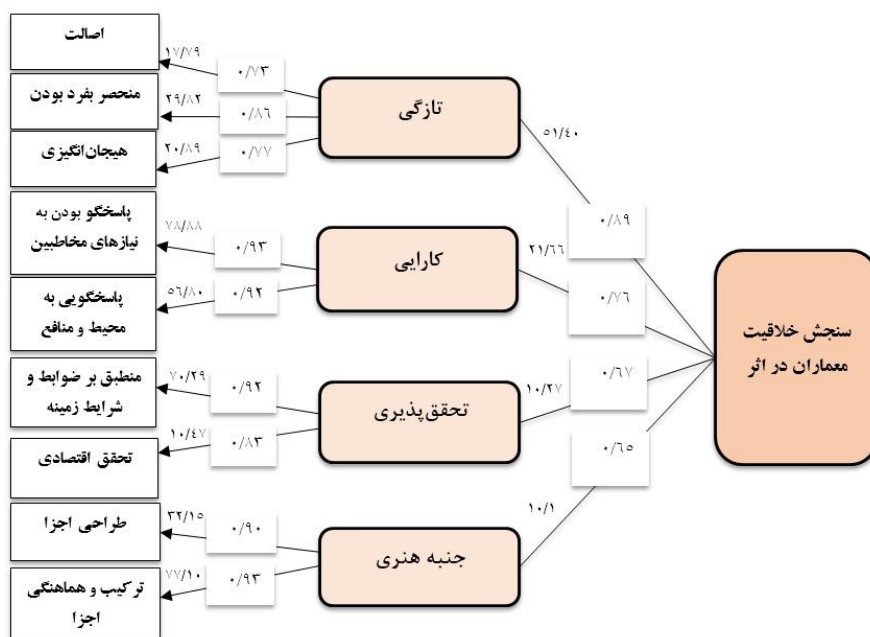 سنجش خلاقیت
معماران در اثر
۵۱/۴۰
۰/۸۹
تازگی
۱۷/۷۹
۰/۷۳
اصالت
۲۹/۸۲
۰/۸۶
منحصر بفرد بودن
۲۰/۸۹
۰/۷۷
هیجان‌انگیزی
۲۱/۶۶
۰/۷۶
کارایی
۷۸/۸۸
۰/۹۳
پاسخگو بودن به
نیازهای مخاطبین
۵۶/۸۰
۰/۹۲
پاسخگویی به
محیط و منافع
۱۰/۲۷
۰/۶۷
تحقق‌پذیری
۷۰/۲۹
۰/۹۲
منطبق بر ضوابط و
شرایط زمینه
۱۰/۴۷
۰/۸۳
تحقق اقتصادی
۱۰/۱
۰/۶۵
جنبه هنری
۳۲/۱۵
۰/۹۰
طراحی اجزا
۷۷/۱۰
۰/۹۳
ترکیب و هماهنگی
اجزا